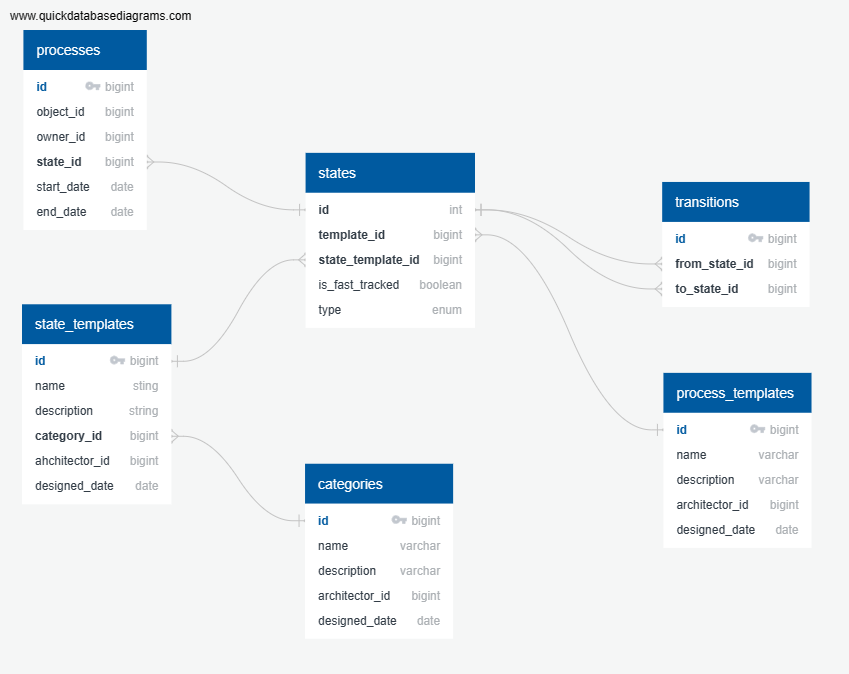 www.quickdatabasediagrams.com
processes
id bigint
object_id bigint
owner_id bigint
state_id bigint
start_date date
end_date date
states
id int
template_id bigint
state_template_id bigint
is_fast_tracked boolean
type enum
transitions
id bigint
from_state_id bigint
to_state_id bigint
state_templates
id bigint
name sting
description string
category_id bigint
ahchitector_id bigint
designed_date date
process_templates
id bigint
name varchar
description varchar
architector_id bigint
designed_date date
categories
id bigint
name varchar
description varchar
architector_id bigint
designed_date date